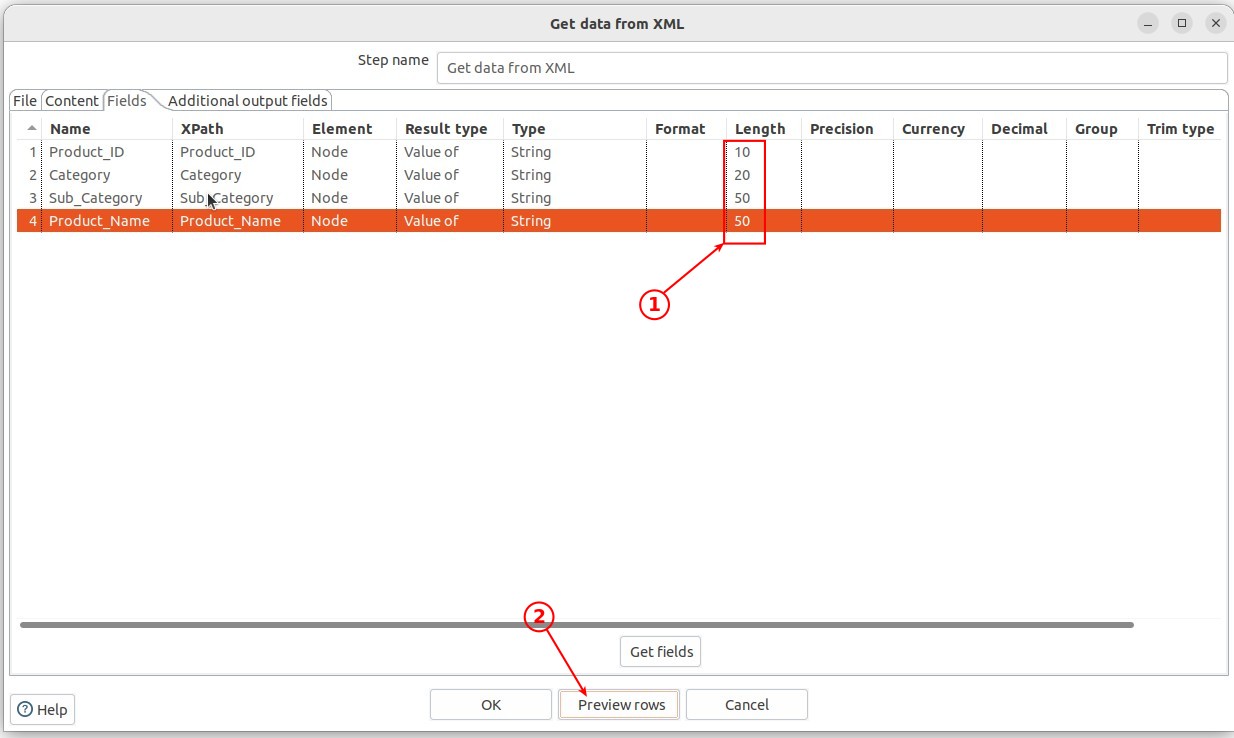 Get data from XML
Step name Get data from XML
File Content Fields Additional output fields
Name XPath Element Result type Type Format Length Precision Currency Decimal Group Trim type
1 Product_ID Product_ID Node Value of String 10
2 Category Category Node Value of String 20
3 Sub_Category Sub_Category Node Value of String 50
4 Product_Name Product_Name Node Value of String 50
1
2
Get fields
Help OK Preview rows Cancel